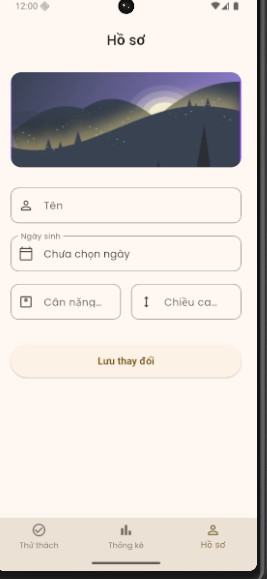 12:00
Hồ sơ
Tên
Ngày sinh
Chưa chọn ngày
Cân nặng...
Chiều ca...
Lưu thay đổi
Thử thách
Thống kê
Hồ sơ